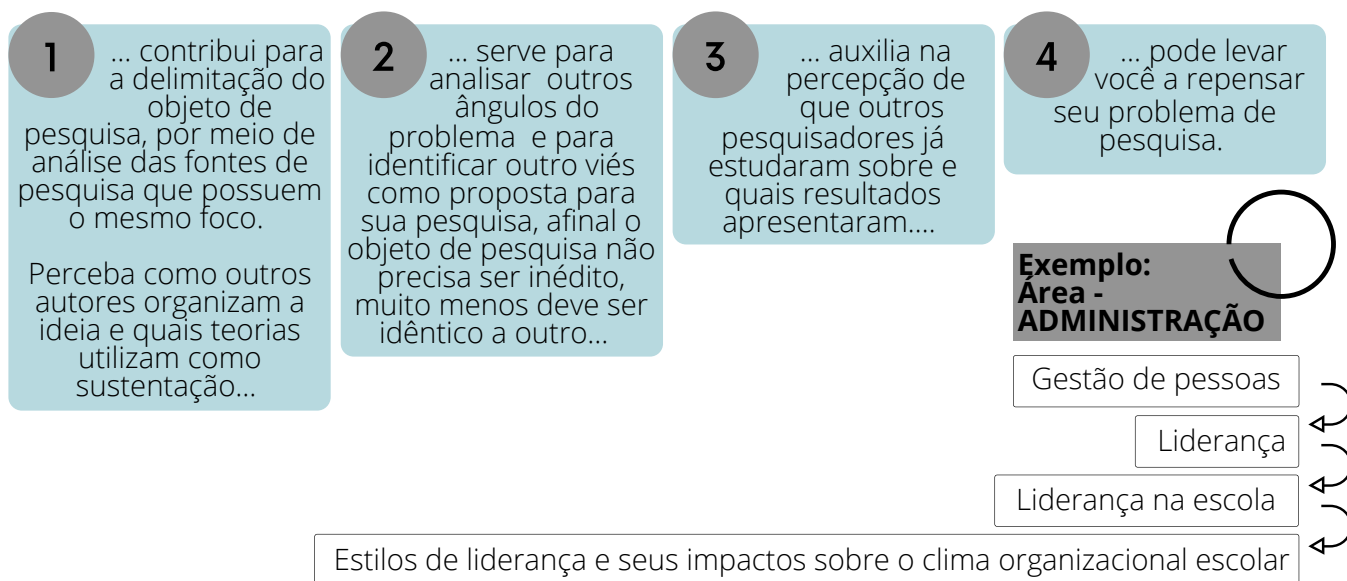 1
... contribui para
a delimitação do
objeto de
pesquisa, por meio de
análise das fontes de
pesquisa que possuem
o mesmo foco.
Perceba como outros
autores organizam a
ideia e quais teorias
utilizam como
sustentação...
2
... serve para
analisar outros
ângulos do
problema e para
identificar outro viés
como proposta para
sua pesquisa, afinal o
objeto de pesquisa não
precisa ser inédito,
muito menos deve ser
idêntico a outro...
3
... auxilia na
percepção de
que outros
pesquisadores já
estudaram sobre e
quais resultados
apresentaram....
4
... pode levar
você a repensar
seu problema de
pesquisa.
Exemplo:
Área -
ADMINISTRAÇÃO
Gestão de pessoas
Liderança
Liderança na escola
Estilos de liderança e seus impactos sobre o clima organizacional escolar